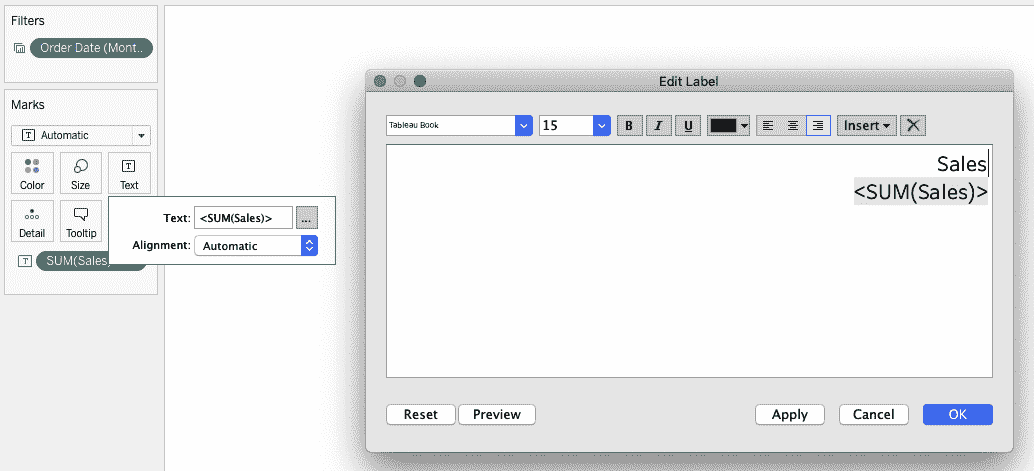 Filters
Order Date (Mont..
Marks
Automatic
Color
Size
Text
Detail
Tooltip
SUM(Sales)
Text: <SUM(Sales)> ...
Alignment: Automatic
Edit Label
Tableau Book 15 B I U Insert
Sales
<SUM(Sales)>
Reset Preview Apply Cancel OK